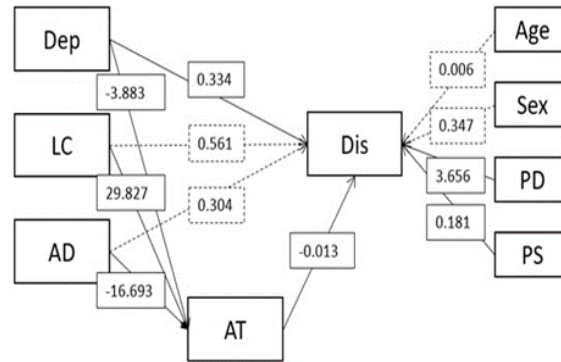 Dep
Age
0.334
0.006
-3.883
Sex
LC
0.561
Dis
0.347
29.827
0.304
3.656
PD
AD
0.181
-0.013
PS
-16.693
AT